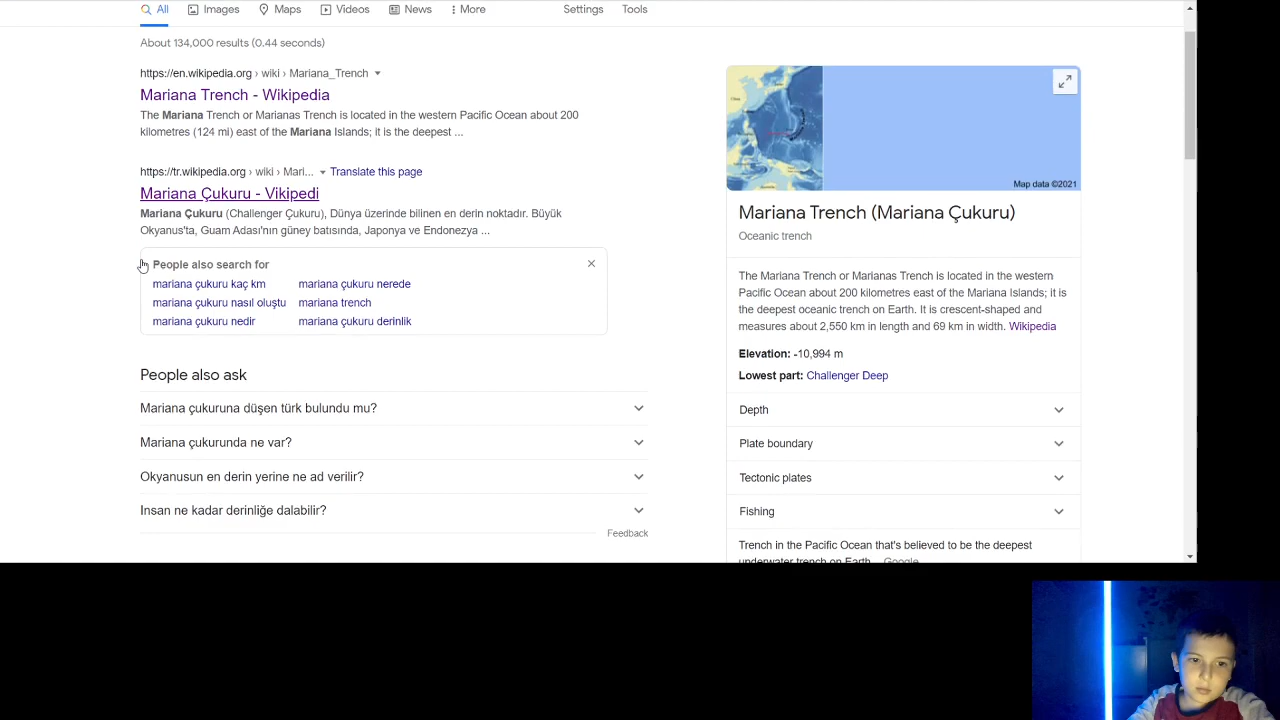 All Images Maps Videos News More Settings Tools
About 134,000 results (0.44 seconds)
https://en.wikipedia.org › wiki › Mariana_Trench
Mariana Trench - Wikipedia
The Mariana Trench or Marianas Trench is located in the western Pacific Ocean about 200
kilometres (124 mi) east of the Mariana Islands; it is the deepest ...
https://tr.wikipedia.org › wiki › Mari... Translate this page
Mariana Çukuru - Vikipedi
Mariana Çukuru (Challenger Çukuru), Dünya üzerinde bilinen en derin noktadır. Büyük
Okyanus'ta, Guam Adası'nın güney batısında, Japonya ve Endonezya ...
People also search for
mariana çukuru kaç km mariana çukuru nerede
mariana çukuru nasıl oluştu mariana trench
mariana çukuru nedir mariana çukuru derinlik
People also ask
Mariana çukuruna düşen türk bulundu mu?
Mariana çukurunda ne var?
Okyanusun en derin yerine ne ad verilir?
Insan ne kadar derinliğe dalabilir?
Feedback
Map data ©2021
Mariana Trench (Mariana Çukuru)
Oceanic trench
The Mariana Trench or Marianas Trench is located in the western
Pacific Ocean about 200 kilometres east of the Mariana Islands; it is
the deepest oceanic trench on Earth. It is crescent-shaped and
measures about 2,550 km in length and 69 km in width. Wikipedia
Elevation: -10,994 m
Lowest part: Challenger Deep
Depth
Plate boundary
Tectonic plates
Fishing
Trench in the Pacific Ocean that's believed to be the deepest
underwater trench on Earth. Google